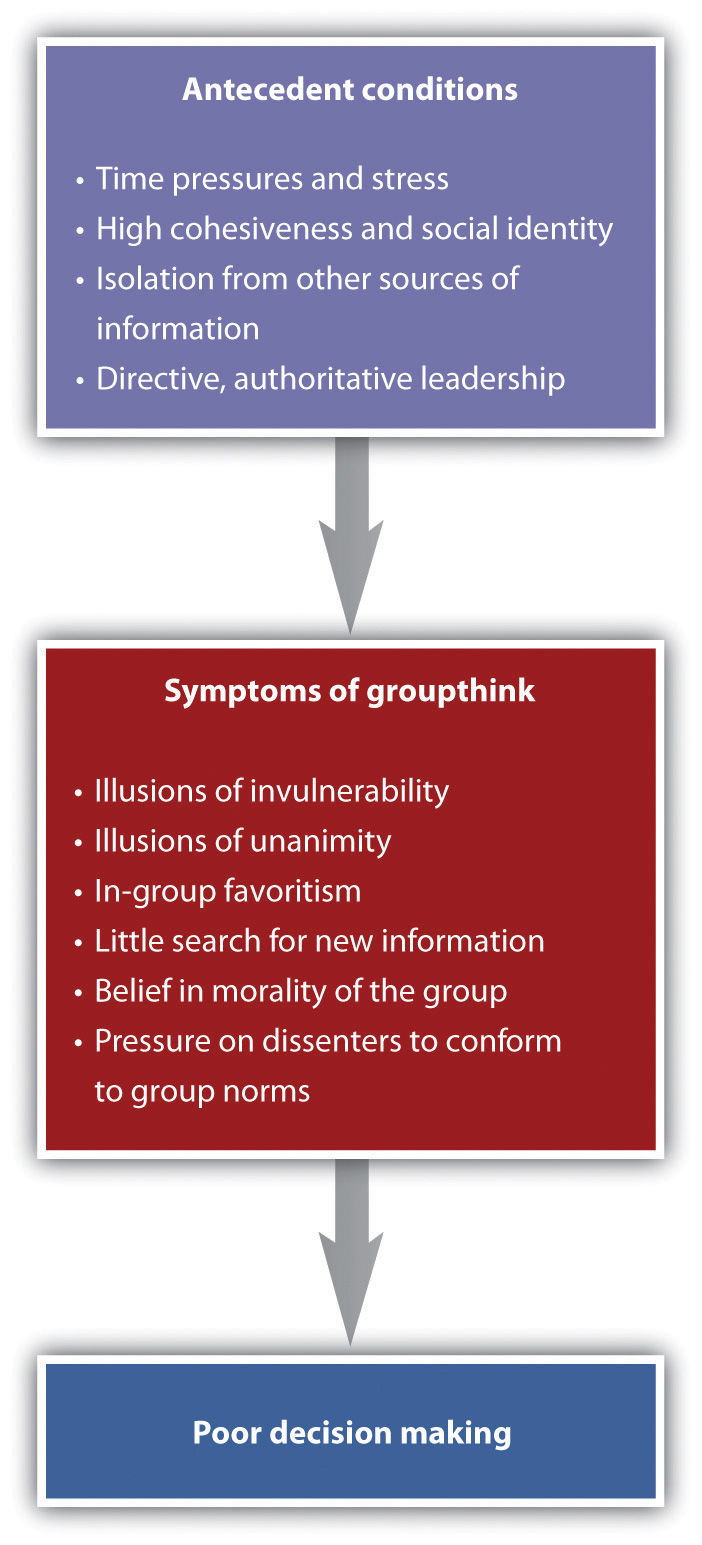 Antecedent conditions
• Time pressures and stress
• High cohesiveness and social identity
• Isolation from other sources of
information
• Directive, authoritative leadership
Symptoms of groupthink
• Illusions of invulnerability
• Illusions of unanimity
• In-group favoritism
• Little search for new information
• Belief in morality of the group
• Pressure on dissenters to conform
to group norms
Poor decision making